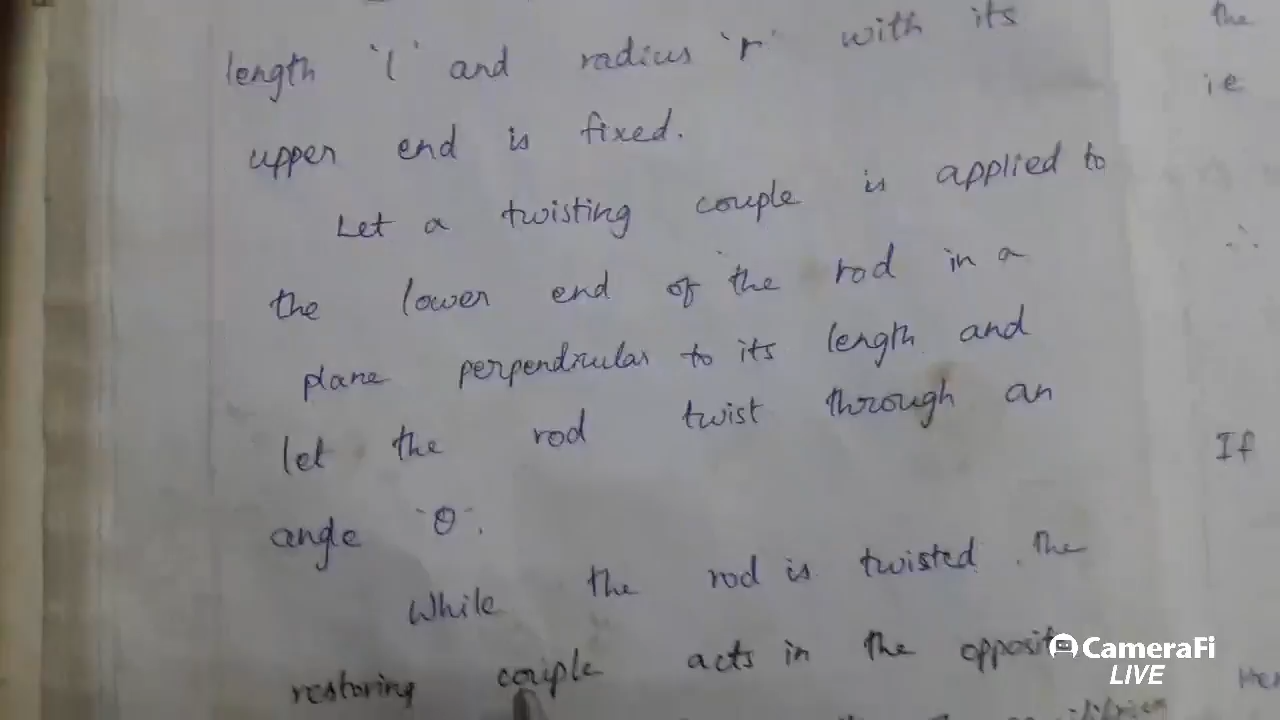 length 'l' and radius 'r' with its
upper end is fixed.
Let a twisting couple is applied to
the lower end of the rod in a
plane perpendicular to its length and
let the rod twist through an
angle 'θ'.
While the rod is twisted the
restoring couple acts in the opposite
the
ie
∴
If
CameraFi
LIVE